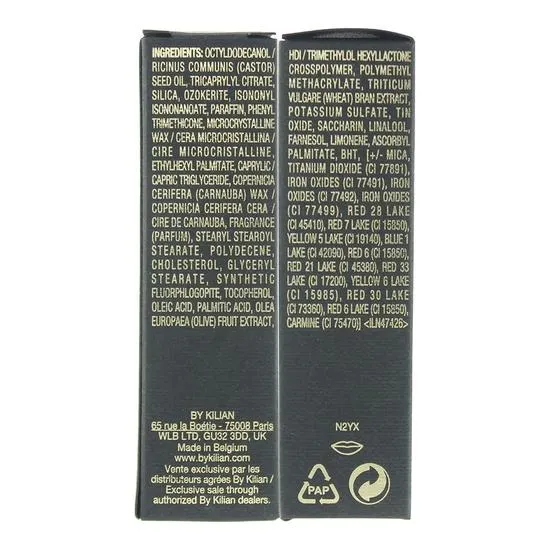 INGREDIENTS: OCTYLDODECANOL /
RICINUS COMMUNIS (CASTOR)
SEED OIL, TRICAPRYLYL CITRATE,
SILICA, OZOKERITE, ISONONYL
ISONONANOATE, PARAFFIN, PHENYL
TRIMETHICONE, MICROCRYSTALLINE
WAX / CERA MICROCRISTALLINA /
CIRE MICROCRISTALLINE,
ETHYLHEXYL PALMITATE, CAPRYLIC /
CAPRIC TRIGLYCERIDE, COPERNICIA
CERIFERA (CARNAUBA) WAX /
COPERNICIA CERIFERA CERA /
CIRE DE CARNAUBA, FRAGRANCE
(PARFUM), STEARYL STEAROYL
STEARATE, POLYDECENE,
CHOLESTEROL, GLYCERYL
STEARATE, SYNTHETIC
FLUORPHLOGOPITE, TOCOPHEROL,
OLEIC ACID, PALMITIC ACID, OLEA
EUROPAEA (OLIVE) FRUIT EXTRACT,
BY KILIAN
65 rue la Boétie - 75008 Paris
WLB LTD, GU32 3DD, UK
Made in Belgium
www.bykilian.com
Vente exclusive par les
distributeurs agréés By Kilian /
Exclusive sale through
authorized By Kilian dealers.
HDI / TRIMETHYLOL HEXYLLACTONE
CROSSPOLYMER, POLYMETHYL
METHACRYLATE, TRITICUM
VULGARE (WHEAT) BRAN EXTRACT,
POTASSIUM SULFATE, TIN
OXIDE, SACCHARIN, LINALOOL,
FARNESOL, LIMONENE, ASCORBYL
PALMITATE, BHT, [+/- MICA,
TITANIUM DIOXIDE (CI 77891),
IRON OXIDES (CI 77491), IRON
OXIDES (CI 77492), IRON OXIDES
(CI 77499), RED 28 LAKE
(CI 45410), RED 7 LAKE (CI 15850),
YELLOW 5 LAKE (CI 19140), BLUE 1
LAKE (CI 42090), RED 6 (CI 15850),
RED 21 LAKE (CI 45380), RED 33
LAKE (CI 17200), YELLOW 6 LAKE
(CI 15985), RED 30 LAKE
(CI 73360), RED 6 LAKE (CI 15850),
CARMINE (CI 75470)] <ILN47426>
N2YX
PAP